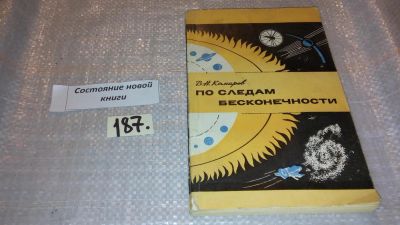 Состояние новой
книги
187.
В. Н. Комаров
ПО СЛЕДАМ
БЕСКОНЕЧНОСТИ